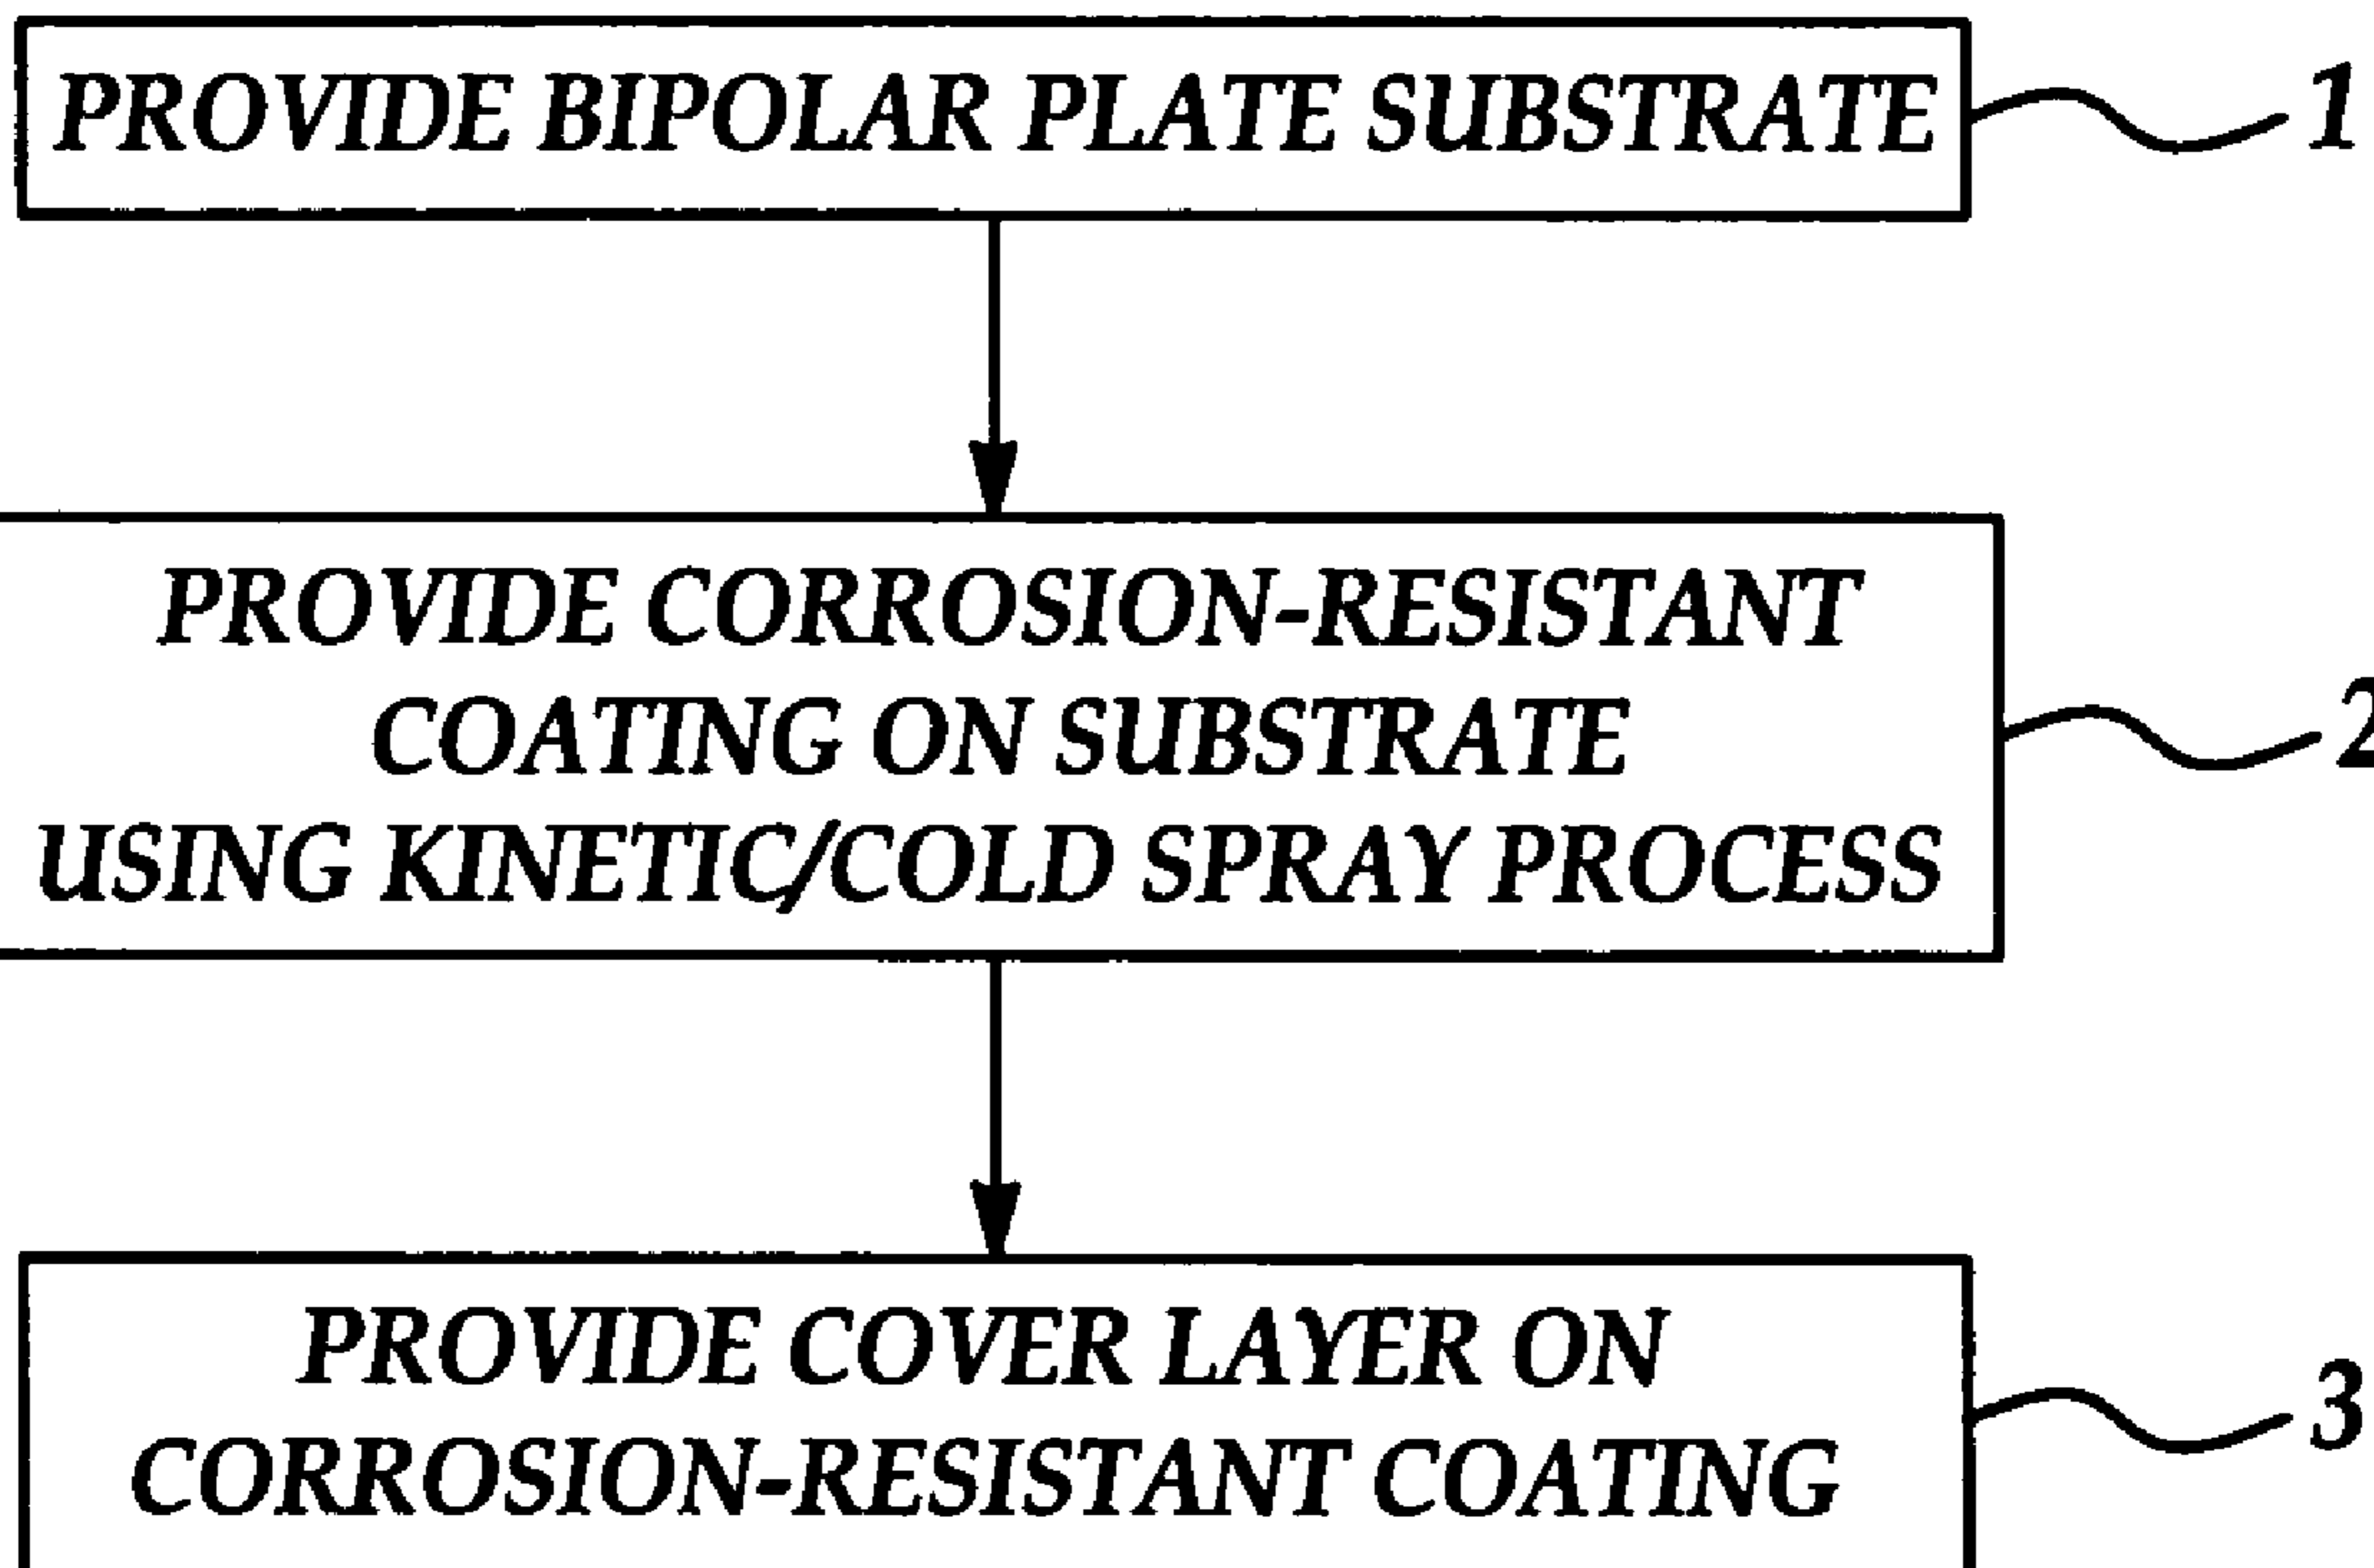 PROVIDE BIPOLAR PLATE SUBSTRATE 1
PROVIDE CORROSION-RESISTANT
COATING ON SUBSTRATE 2
USING KINETIC/COLD SPRAY PROCESS
PROVIDE COVER LAYER ON
3
CORROSION-RESISTANT COATING